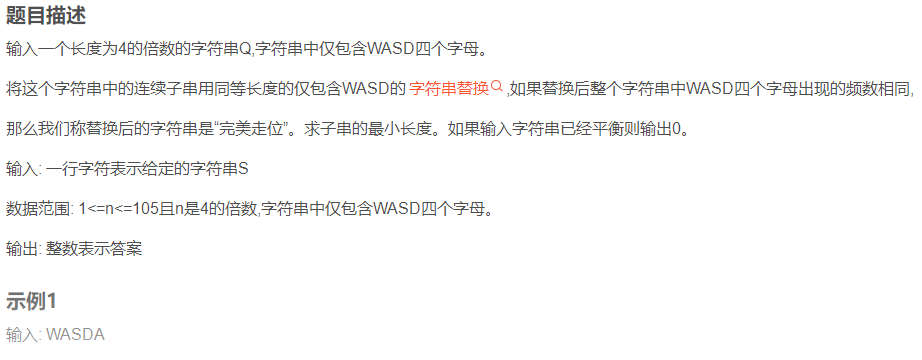 题目描述
输入一个长度为4的倍数的字符串Q,字符串中仅包含WASD四个字母。
将这个字符串中的连续子串用同等长度的仅包含WASD的 字符串替换 ,如果替换后整个字符串中WASD四个字母出现的频数相同,
那么我们称替换后的字符串是“完美走位”。求子串的最小长度。如果输入字符串已经平衡则输出0。
输入: 一行字符表示给定的字符串S
数据范围: 1<=n<=105且n是4的倍数,字符串中仅包含WASD四个字母。
输出: 整数表示答案
示例1
输入: WASDA